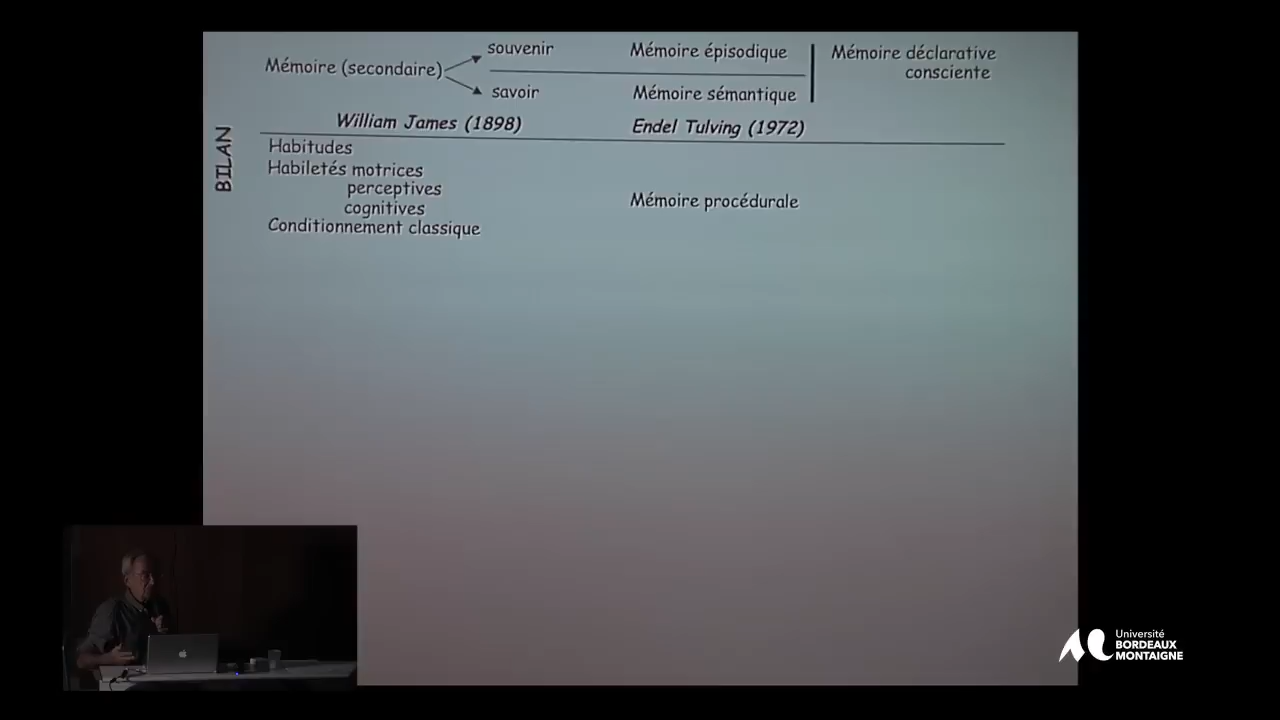 souvenir
Mémoire épisodique
Mémoire déclarative
consciente
Mémoire (secondaire)
savoir
Mémoire sémantique
William James (1898)
Endel Tulving (1972)
BILAN
Habitudes
Habiletés motrices
perceptives
cognitives
Mémoire procédurale
Conditionnement classique
Université
BORDEAUX
MONTAIGNE